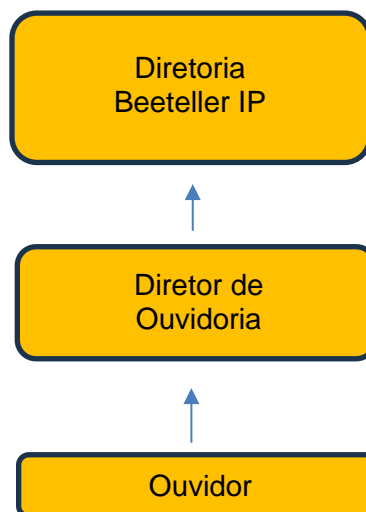 Diretoria
Beeteller IP
Diretor de
Ouvidoria
Ouvidor